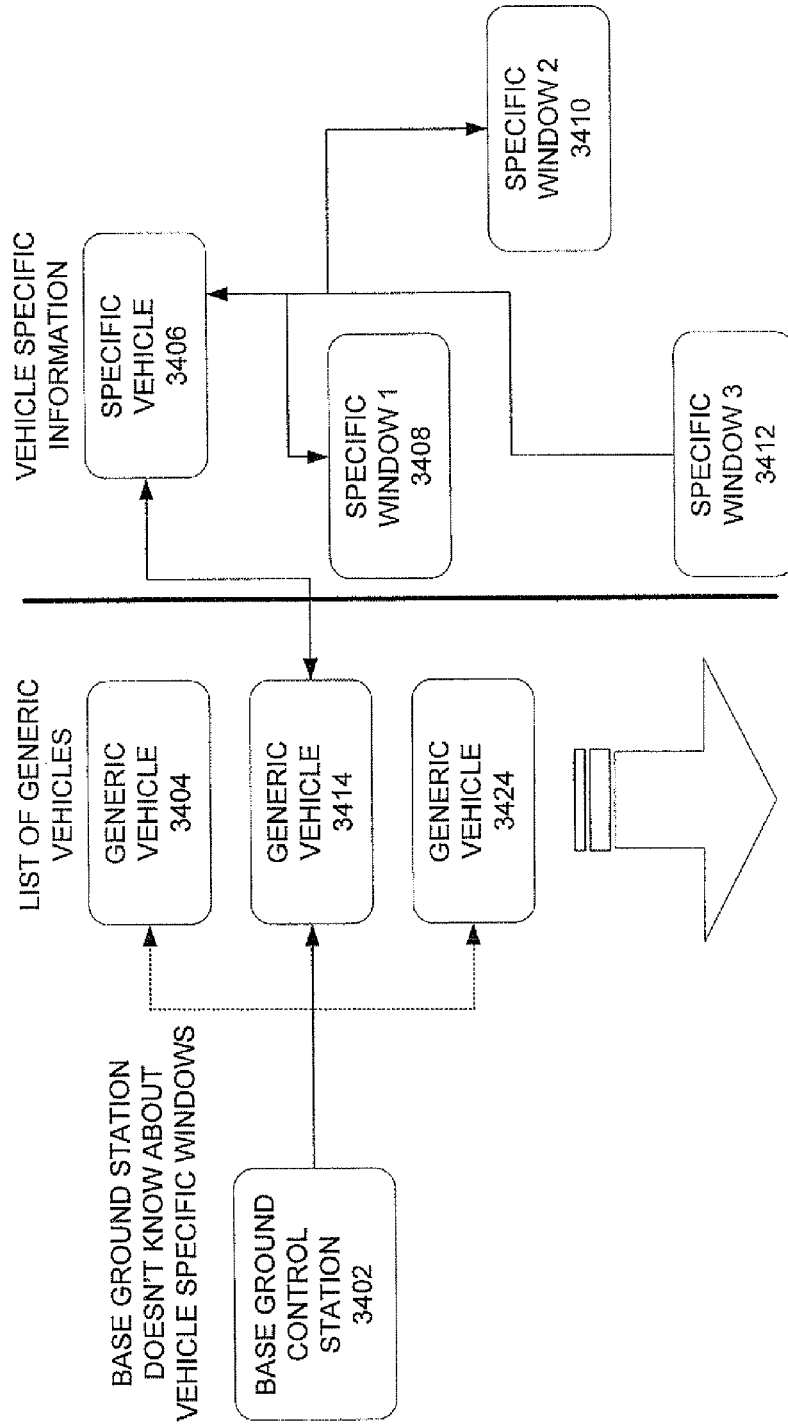 BASE GROUND STATION
DOESN'T KNOW ABOUT
VEHICLE SPECIFIC WINDOWS
BASE GROUND
CONTROL
STATION
3402
LIST OF GENERIC
VEHICLES
GENERIC
VEHICLE
3404
GENERIC
VEHICLE
3414
GENERIC
VEHICLE
3424
VEHICLE SPECIFIC
INFORMATION
SPECIFIC
VEHICLE
3406
SPECIFIC
WINDOW 1
3408
SPECIFIC
WINDOW 2
3410
SPECIFIC
WINDOW 3
3412